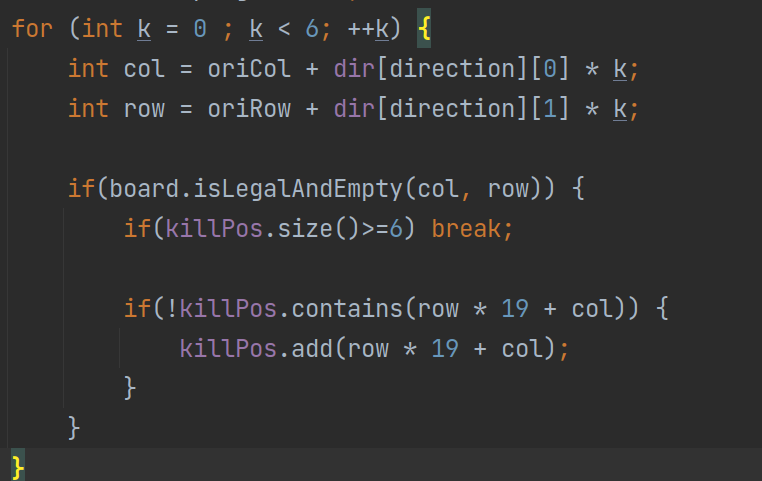 for (int k = 0 ; k < 6; ++k) {
    int col = oriCol + dir[direction][0] * k;
    int row = oriRow + dir[direction][1] * k;

    if(board.isLegalAndEmpty(col, row)) {
        if(killPos.size()>=6) break;

        if(!killPos.contains(row * 19 + col)) {
            killPos.add(row * 19 + col);
        }
    }
}